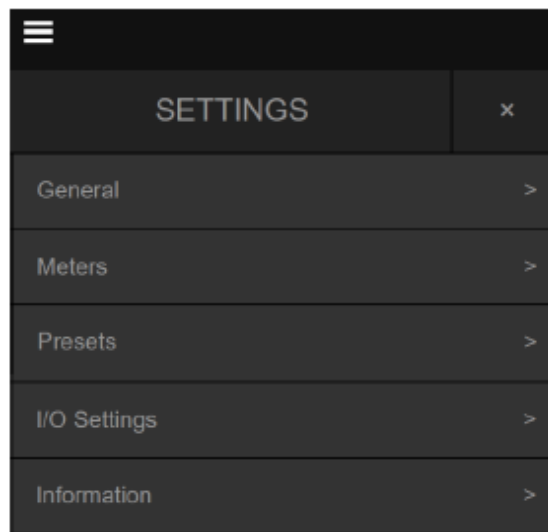 SETTINGS ×
General >
Meters >
Presets >
I/O Settings >
Information >